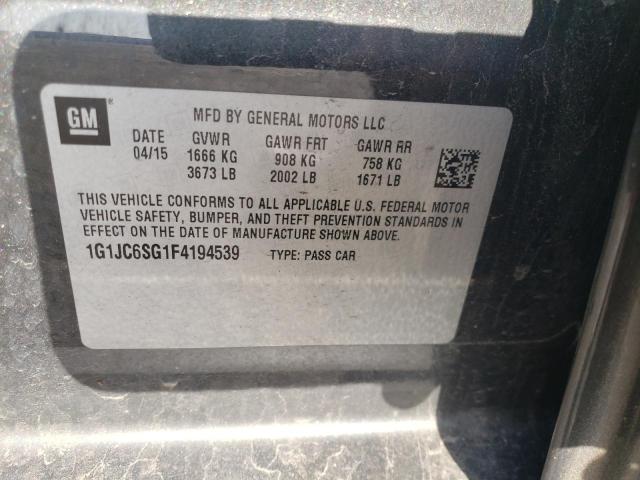 GM
MFD BY GENERAL MOTORS LLC
DATE GVWR GAWR FRT GAWR RR
04/15 1666 KG 908 KG 758 KG
3673 LB 2002 LB 1671 LB
THIS VEHICLE CONFORMS TO ALL APPLICABLE U.S. FEDERAL MOTOR
VEHICLE SAFETY, BUMPER, AND THEFT PREVENTION STANDARDS IN
EFFECT ON THE DATE OF MANUFACTURE SHOWN ABOVE.
1G1JC6SG1F4194539 TYPE: PASS CAR